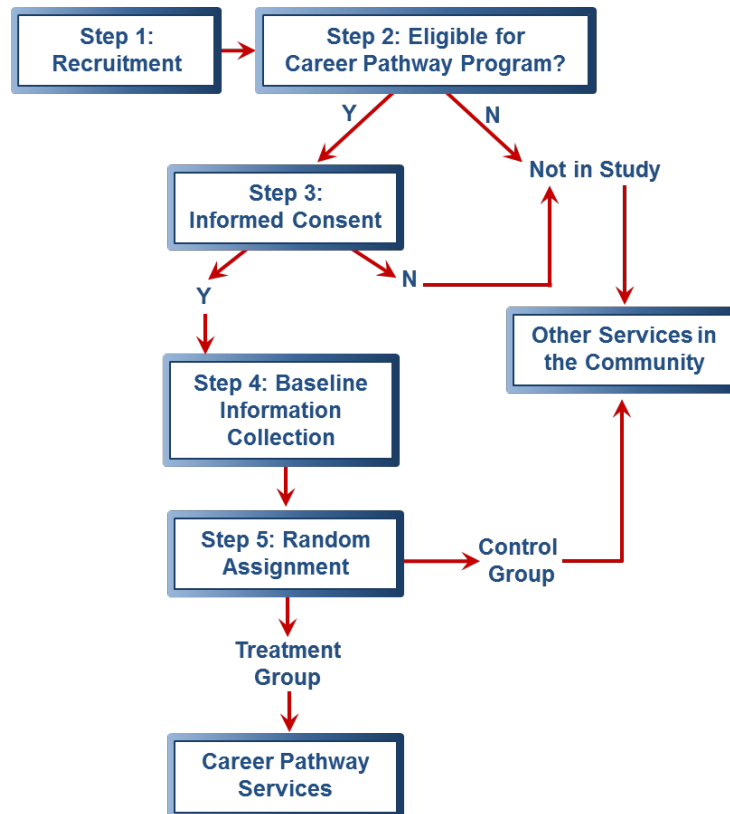 Step 1:
Recruitment
Step 2: Eligible for
Career Pathway Program?
Y
N
Not in Study
Step 3:
Informed Consent
Y
N
Other Services in
the Community
Step 4: Baseline
Information
Collection
Step 5: Random
Assignment
Control
Group
Treatment
Group
Career Pathway
Services